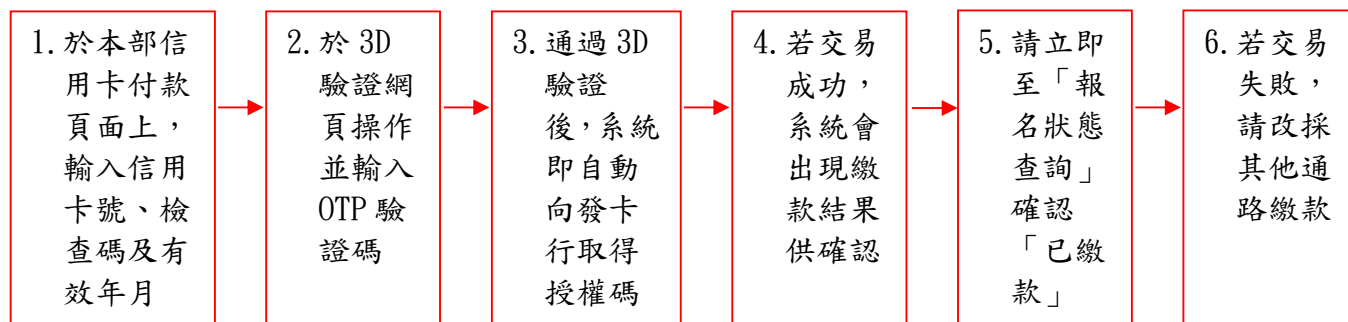 1.於本部信
用卡付款
頁面上，
輸入信用
卡號、檢
查碼及有
效年月
2.於 3D
驗證網
頁操作
並輸入
OTP 驗
證碼
3.通過 3D
驗證
後，系統
即自動
向發卡
行取得
授權碼
4.若交易
成功，
系統會
出現繳
款結果
供確認
5.請立即
至「報
名狀態
查詢」
確認
「已繳
款」
6.若交易
失敗，
請改採
其他通
路繳款